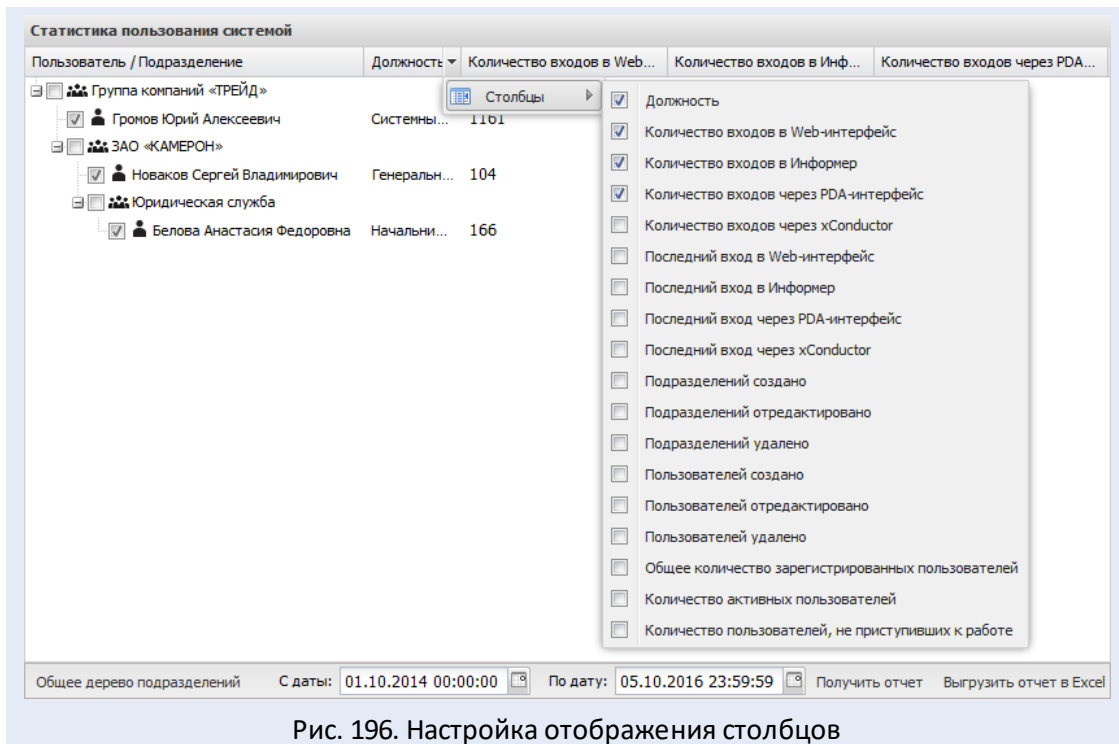 Статистика пользования системой
Пользователь / Подразделение Должность Количество входов в Web... Количество входов в Инф... Количество входов через PDA...
Группа компаний «ТРЕЙД»
Громов Юрий Алексеевич Системны... 1161
ЗАО «КАМЕРОН»
Новаков Сергей Владимирович Генеральн... 104
Юридическая служба
Белова Анастасия Федоровна Начальни... 166
Столбцы
Должность
Количество входов в Web-интерфейс
Количество входов в Информер
Количество входов через PDA-интерфейс
Количество входов через xConductor
Последний вход в Web-интерфейс
Последний вход в Информер
Последний вход через PDA-интерфейс
Последний вход через xConductor
Подразделений создано
Подразделений отредактировано
Подразделений удалено
Пользователей создано
Пользователей отредактировано
Пользователей удалено
Общее количество зарегистрированных пользователей
Количество активных пользователей
Количество пользователей, не приступивших к работе
Общее дерево подразделений С даты: 01.10.2014 00:00:00 По дату: 05.10.2016 23:59:59 Получить отчет Выгрузить отчет в Excel
Рис. 196. Настройка отображения столбцов